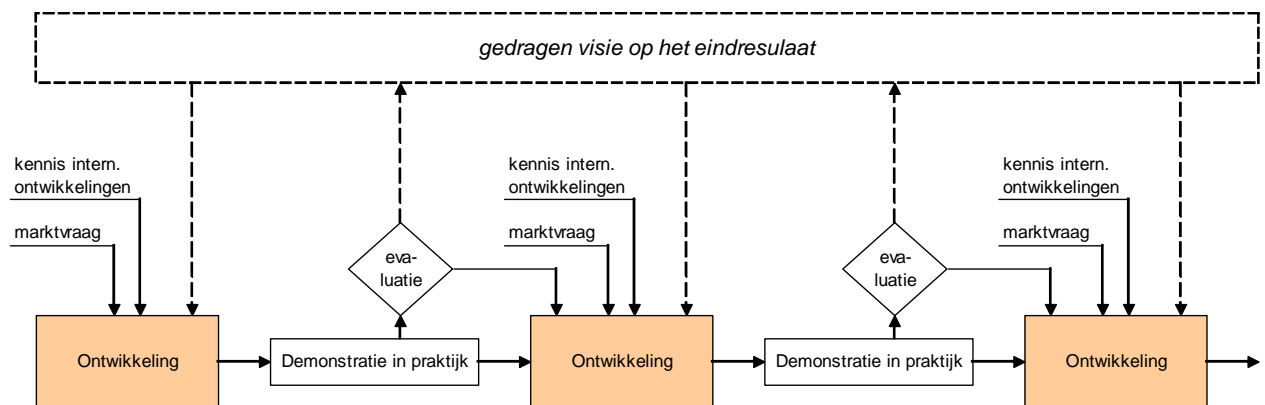 gedragen visie op het eindresulaat
kennis intern.
ontwikkelingen
marktvraag
eva-
luatie
kennis intern.
ontwikkelingen
marktvraag
eva-
luatie
kennis intern.
ontwikkelingen
marktvraag
Ontwikkeling
Demonstratie in praktijk
Ontwikkeling
Demonstratie in praktijk
Ontwikkeling